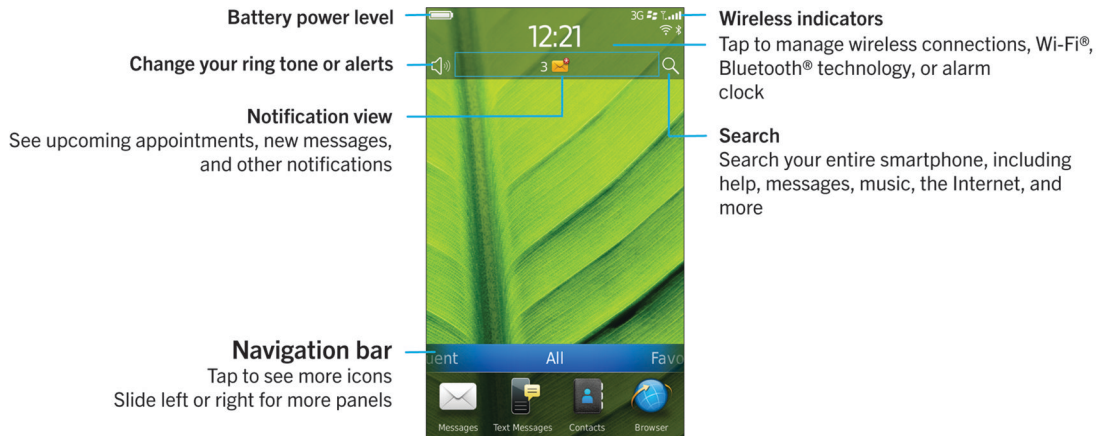 Battery power level
Change your ring tone or alerts
Notification view
See upcoming appointments, new messages,
and other notifications
Navigation bar
Tap to see more icons
Slide left or right for more panels
3G
12:21
3
uent All Favo
Messages Text Messages Contacts Browser
Wireless indicators
Tap to manage wireless connections, Wi-Fi®,
Bluetooth® technology, or alarm
clock
Search
Search your entire smartphone, including
help, messages, music, the Internet, and
more